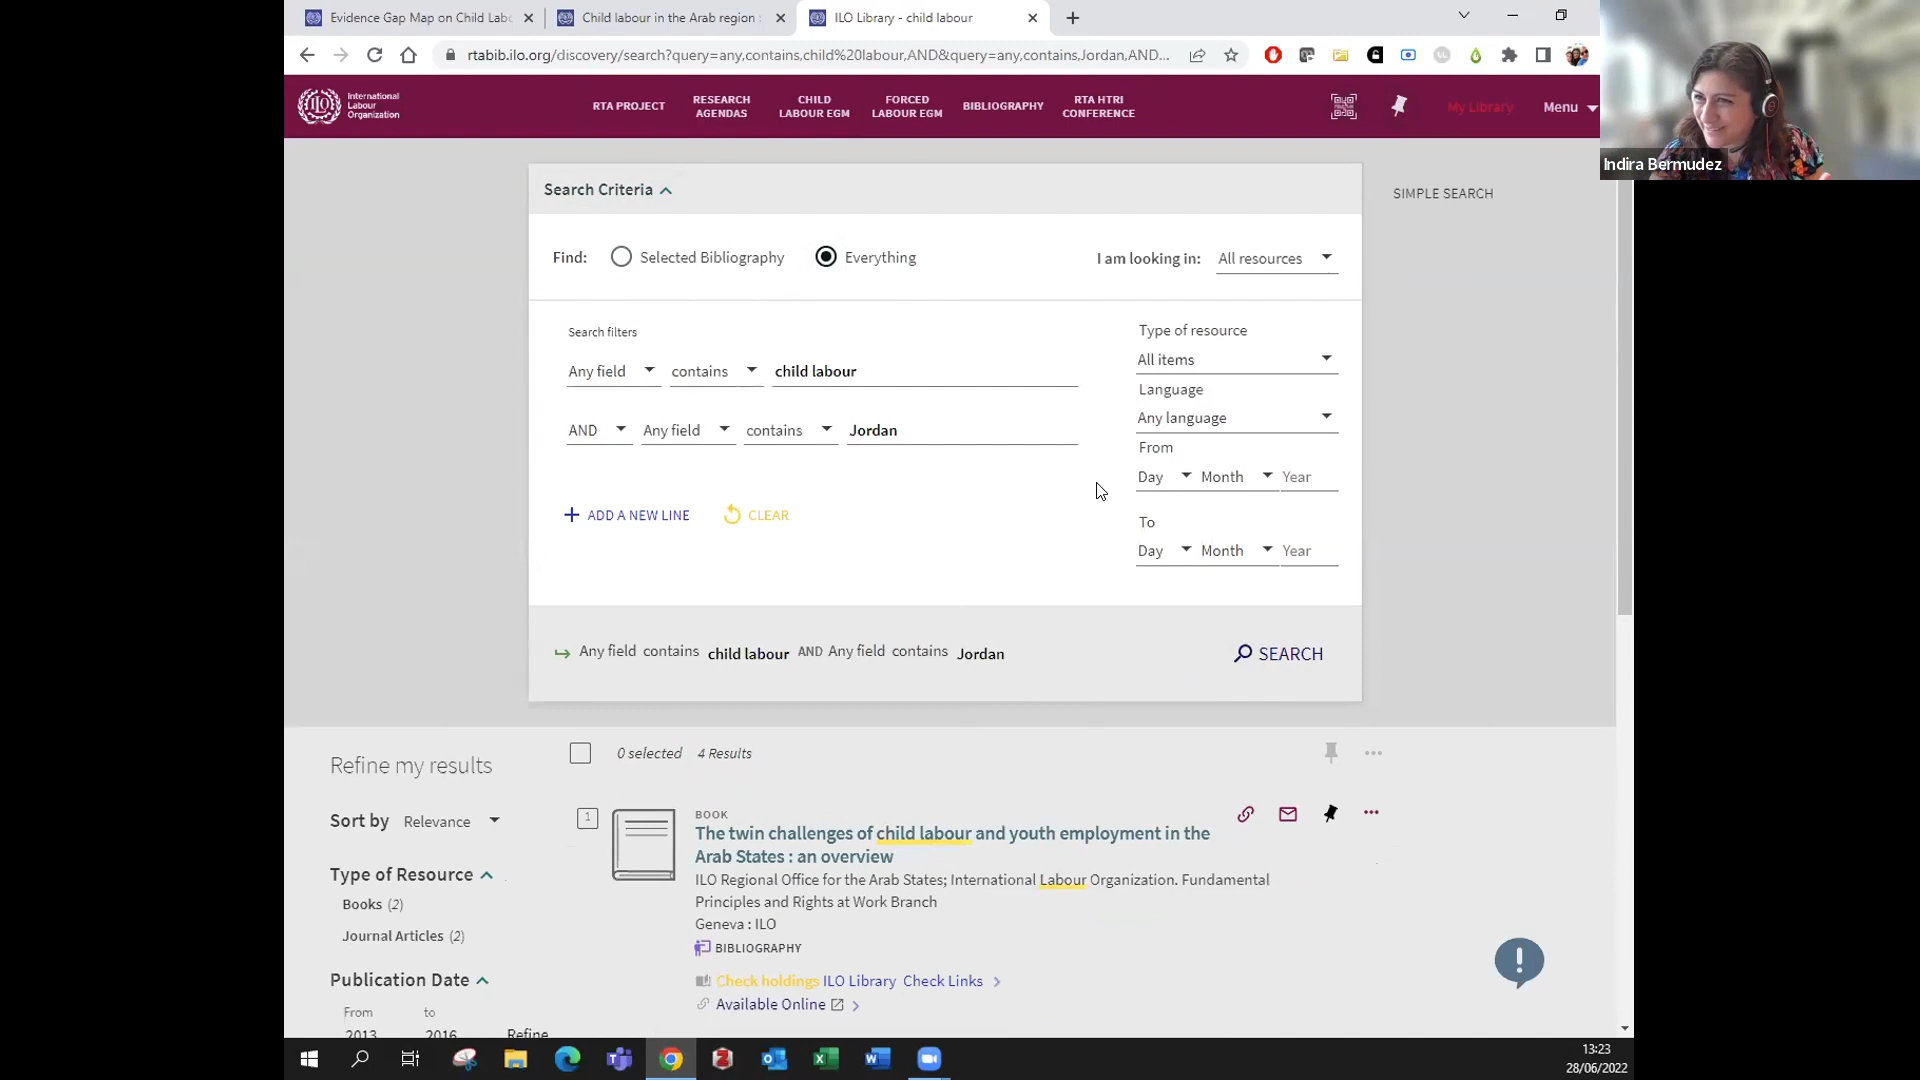 Evidence Gap Map on Child Lab
Child labour in the Arab region :
ILO Library - child labour
rtabib.ilo.org/discovery/search?query=any,contains,child%20labour,AND&query=any,contains,Jordan,AND...
International
Labour
Organization
RTA PROJECT
RESEARCH
AGENDAS
CHILD
LABOUR EGM
FORCED
LABOUR EGM
BIBLIOGRAPHY
RTA HTRI
CONFERENCE
My Library
Menu
Indira Bermudez
Search Criteria
SIMPLE SEARCH
Find: Selected Bibliography Everything
I am looking in: All resources
Search filters
Any field contains child labour
AND Any field contains Jordan
+ ADD A NEW LINE CLEAR
Type of resource
All items
Language
Any language
From
Day Month Year
To
Day Month Year
Any field contains child labour AND Any field contains Jordan
SEARCH
Refine my results
Sort by Relevance
Type of Resource
Books (2)
Journal Articles (2)
Publication Date
From to
2013 2016 Refine
0 selected 4 Results
1
BOOK
The twin challenges of child labour and youth employment in the
Arab States : an overview
ILO Regional Office for the Arab States; International Labour Organization. Fundamental
Principles and Rights at Work Branch
Geneva : ILO
BIBLIOGRAPHY
Check holdings ILO Library Check Links
Available Online
13:23
28/06/2022